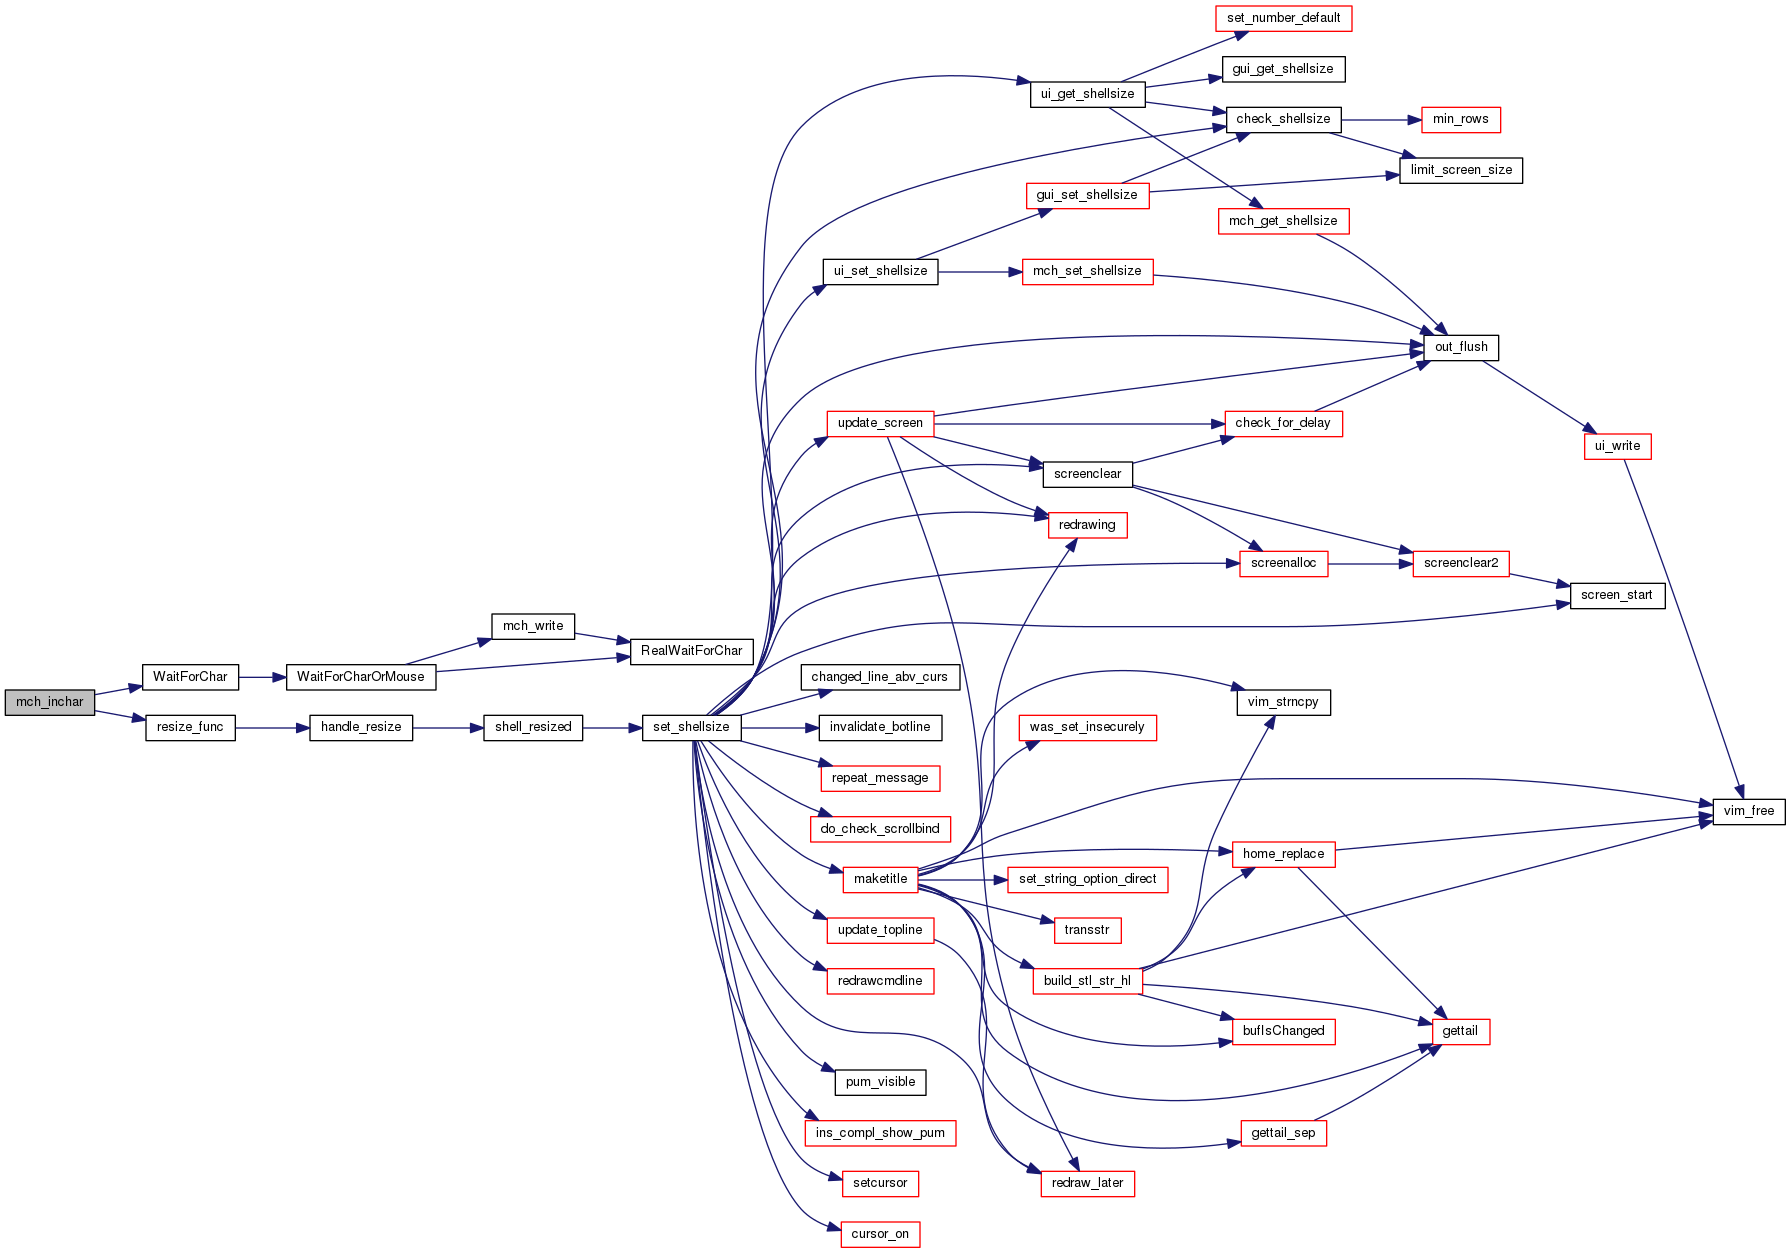 set_number_default
gui_get_shellsize
ui_get_shellsize
check_shellsize
min_rows
limit_screen_size
gui_set_shellsize
mch_get_shellsize
ui_set_shellsize
mch_set_shellsize
out_flush
update_screen
check_for_delay
ui_write
screenclear
redrawing
screenalloc
screenclear2
screen_start
mch_write
RealWaitForChar
WaitForChar
WaitForCharOrMouse
changed_line_abv_curs
mch_inchar
vim_strncpy
resize_func
handle_resize
shell_resized
set_shellsize
invalidate_botline
was_set_insecurely
repeat_message
vim_free
do_check_scrollbind
home_replace
maketitle
set_string_option_direct
update_topline
transstr
redrawcmdline
build_stl_str_hl
bufIsChanged
gettail
pum_visible
ins_compl_show_pum
gettail_sep
setcursor
redraw_later
cursor_on